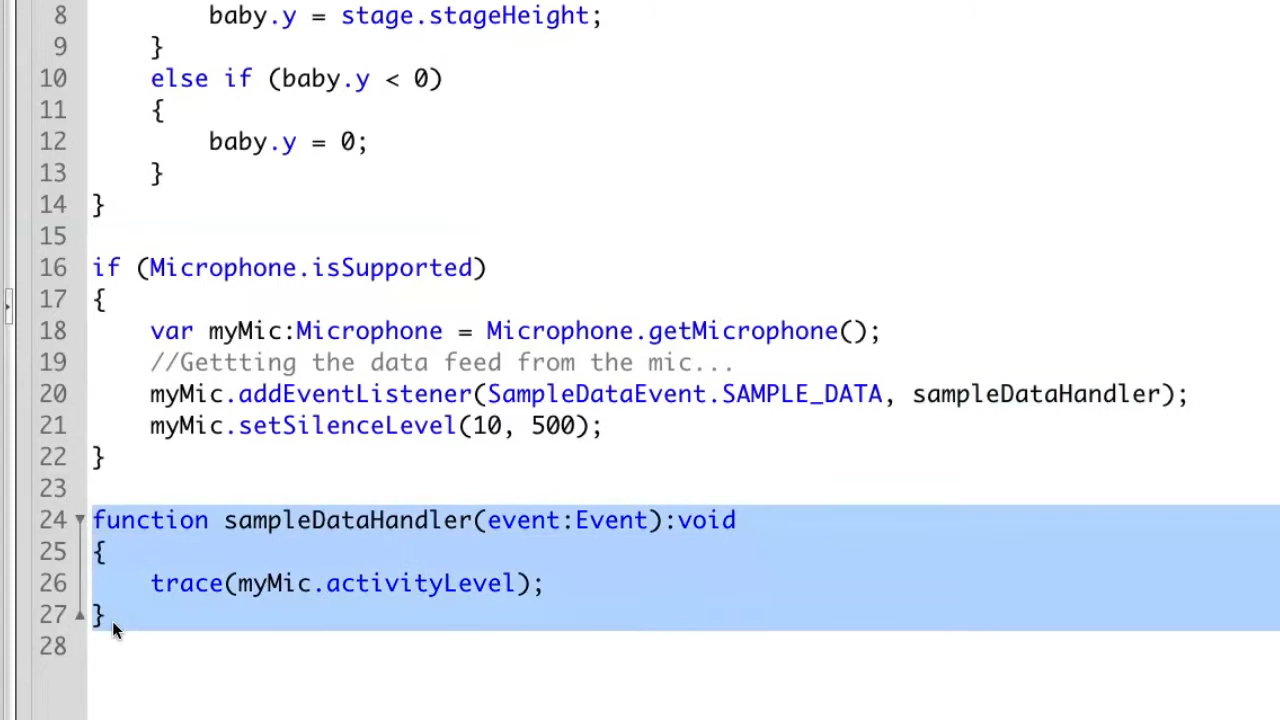 8 baby.y = stage.stageHeight;
9 }
10 else if (baby.y < 0)
11 {
12 baby.y = 0;
13 }
14 }
15
16 if (Microphone.isSupported)
17 {
18 var myMic:Microphone = Microphone.getMicrophone();
19 //Gettting the data feed from the mic...
20 myMic.addEventListener(SampleDataEvent.SAMPLE_DATA, sampleDataHandler);
21 myMic.setSilenceLevel(10, 500);
22 }
23
24 function sampleDataHandler(event:Event):void
25 {
26 trace(myMic.activityLevel);
27 }
28